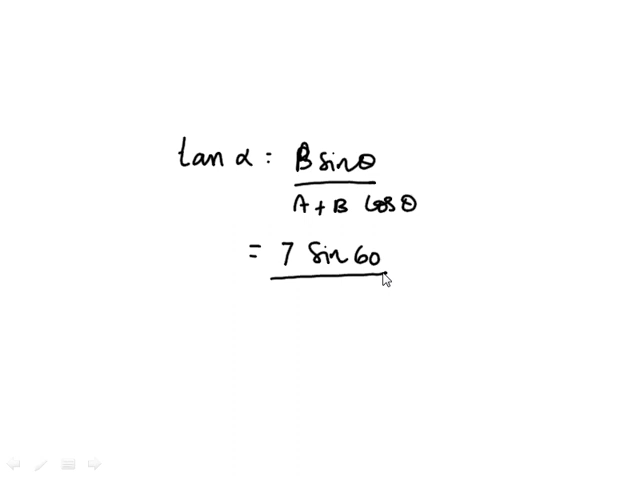 tan α = B sin θ
A + B cos θ
= 7 sin 60